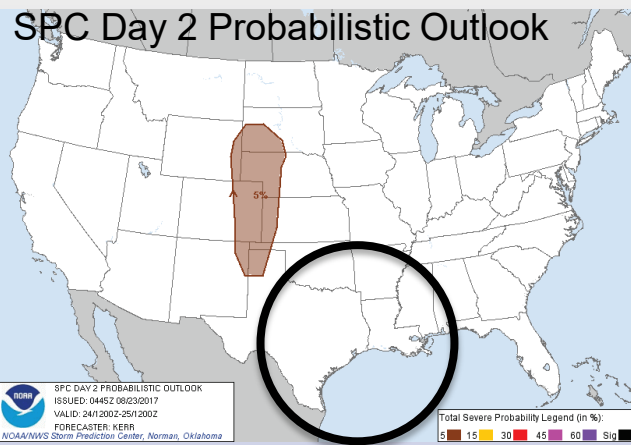 SPC Day 2 Probabilistic Outlook
5%
NOAA
SPC DAY 2 PROBABILISTIC OUTLOOK
ISSUED: 0445Z 08/23/2017
VALID: 24/1200Z-25/1200Z
FORECASTER: KERR
NOAA/NWS Storm Prediction Center, Norman, Oklahoma
Total Severe Probability Legend (in %):
5 15 30 45 60 Sig